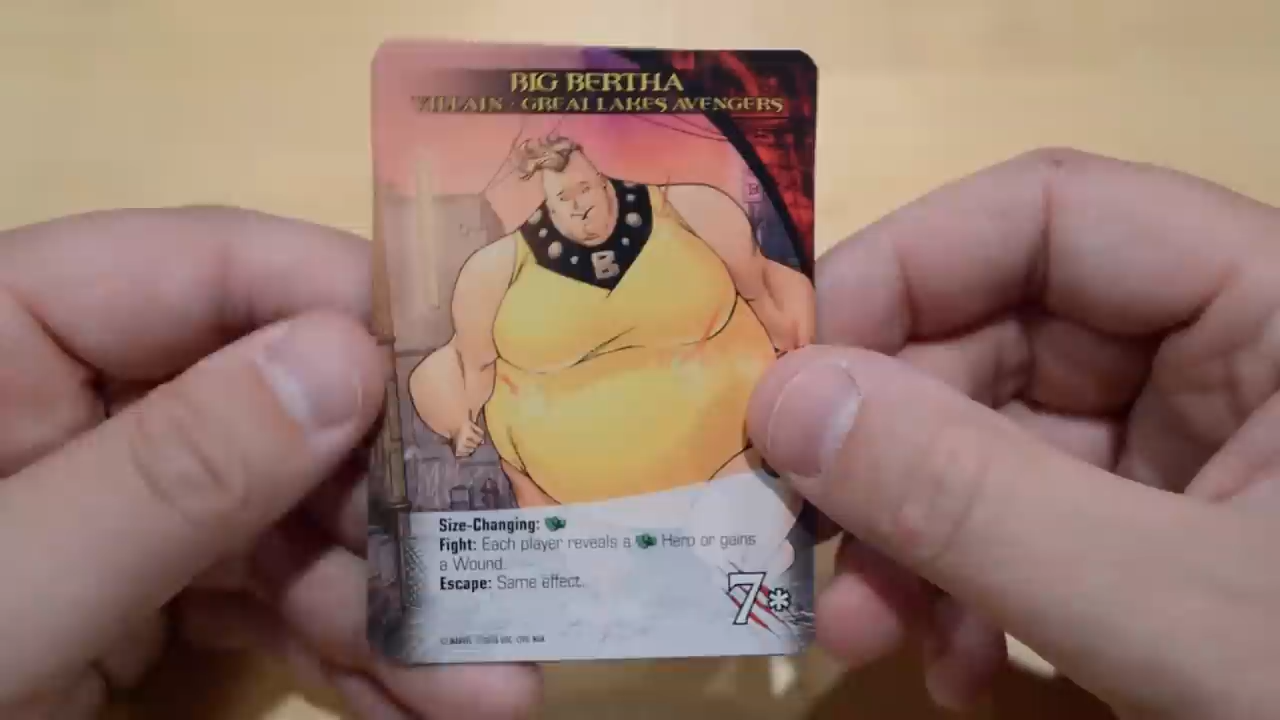 BIG BERTHA
VILLAIN - GREAT LAKES AVENGERS
B
Size-Changing:
Fight: Each player reveals a Hero or gains
a Wound.
Escape: Same effect.
7*